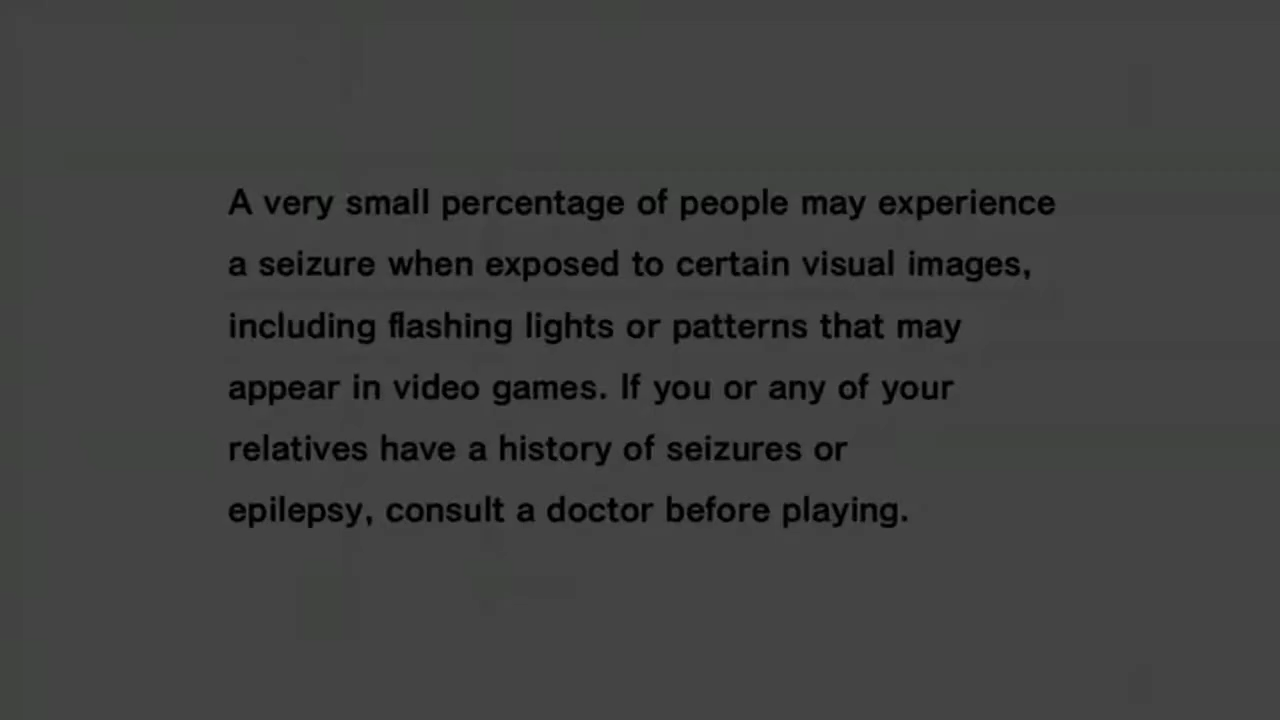 A very small percentage of people may experience
a seizure when exposed to certain visual images,
including flashing lights or patterns that may
appear in video games. If you or any of your
relatives have a history of seizures or
epilepsy, consult a doctor before playing.